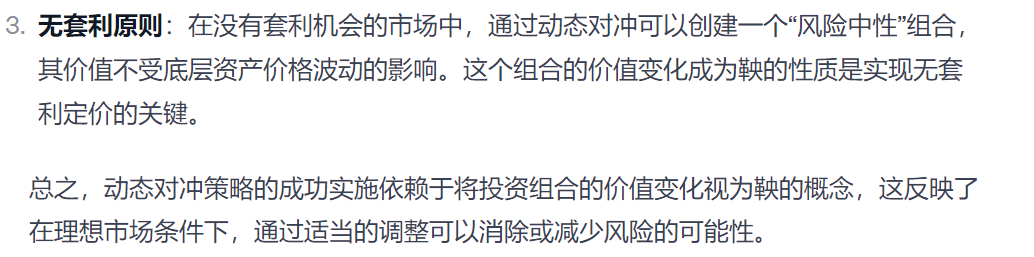 3. 无套利原则：在没有套利机会的市场中，通过动态对冲可以创建一个“风险中性”组合，
其价值不受底层资产价格波动的影响。这个组合的价值变化成为鞅的性质是实现无套
利定价的关键。
总之，动态对冲策略的成功实施依赖于将投资组合的价值变化视为鞅的概念，这反映了
在理想市场条件下，通过适当的调整可以消除或减少风险的可能性。